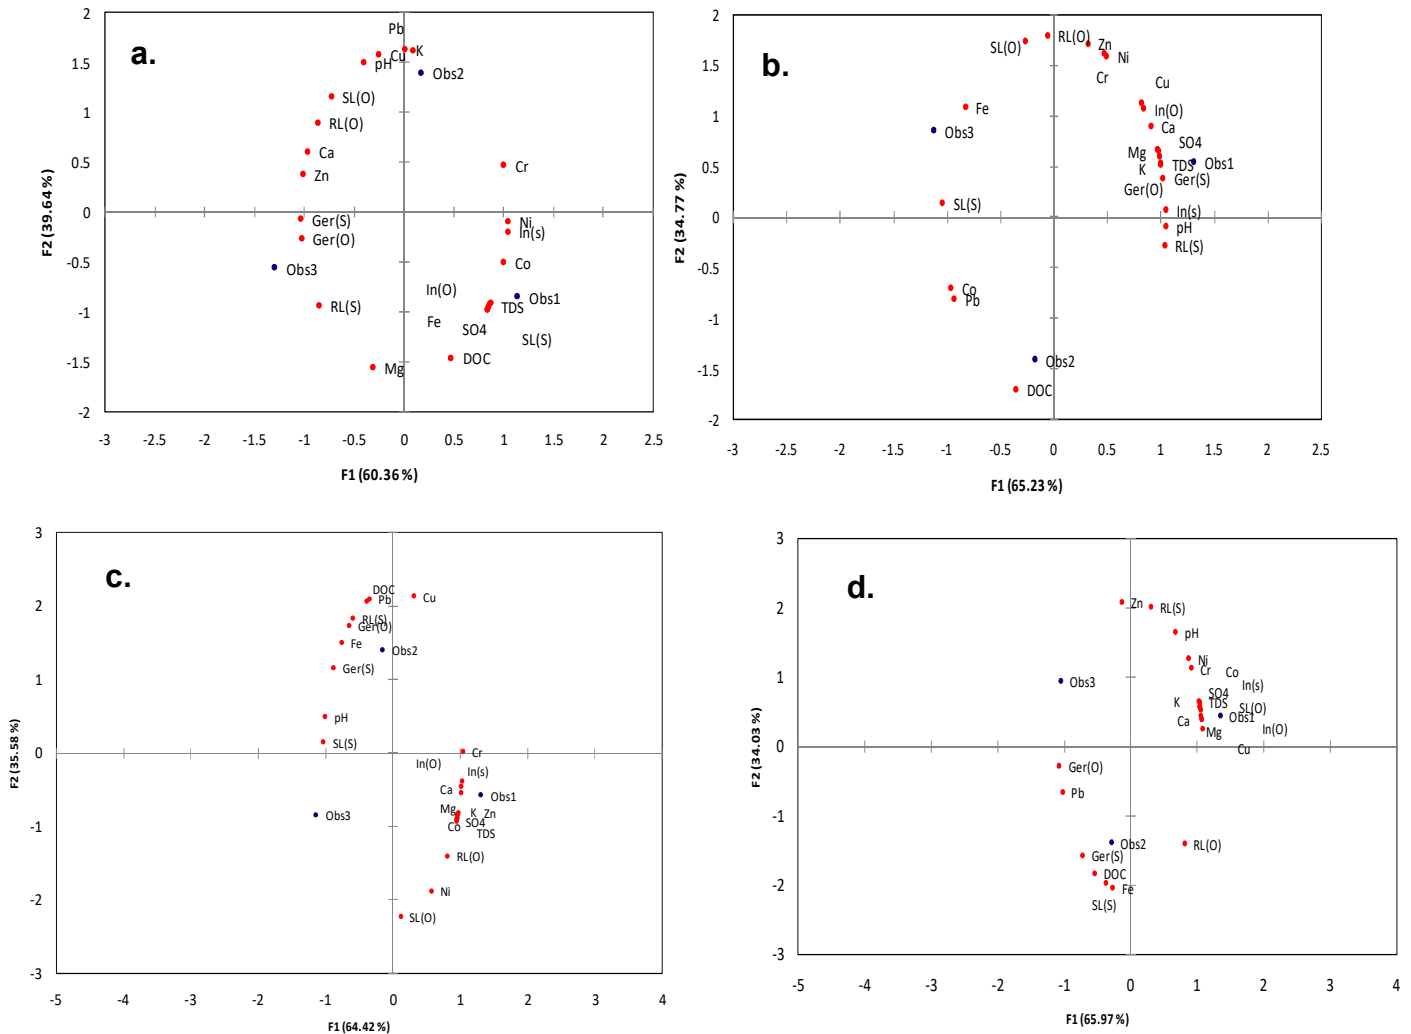 a.
2
1.5
1
0.5
0
-0.5
-1
-1.5
-2
F2 (39.64 %)
Pb
K
Cu
pH
Obs2
SL(O)
RL(O)
Ca
Zn
Cr
Ger(S)
Ger(O)
Ni
In(s)
Obs3
Co
In(O)
Obs1
RL(S)
TDS
Fe
SO4
SL(S)
DOC
Mg
-3 -2.5 -2 -1.5 -1 -0.5 0 0.5 1 1.5 2 2.5
F1 (60.36 %)
b.
2
1.5
1
0.5
0
-0.5
-1
-1.5
-2
F2 (34.77 %)
SL(O)
RL(O)
Zn
Ni
Cr
Cu
Fe
In(O)
Ca
Obs3
SO4
Mg
TDS
Obs1
K
Ger(S)
Ger(O)
SL(S)
In(s)
pH
RL(S)
Co
Pb
Obs2
DOC
-3 -2.5 -2 -1.5 -1 -0.5 0 0.5 1 1.5 2 2.5
F1 (65.23 %)
c.
3
2
1
0
-1
-2
-3
F2 (35.58 %)
DOC
Pb
Cu
RL(S)
Ger(O)
Fe
Obs2
Ger(S)
pH
SL(S)
Cr
In(O)
In(s)
Ca
Obs1
Obs3
Mg
K
Zn
Co
SO4
TDS
RL(O)
Ni
SL(O)
-5 -4 -3 -2 -1 0 1 2 3 4
F1 (64.42 %)
d.
3
2
1
0
-1
-2
-3
F2 (34.03 %)
Zn
RL(S)
pH
Ni
Cr
Co
Obs3
In(s)
SO4
K
TDS
SL(O)
Ca
Obs1
Mg
In(O)
Cu
Ger(O)
Pb
Obs2
RL(O)
Ger(S)
DOC
Fe
SL(S)
-5 -4 -3 -2 -1 0 1 2 3 4
F1 (65.97 %)